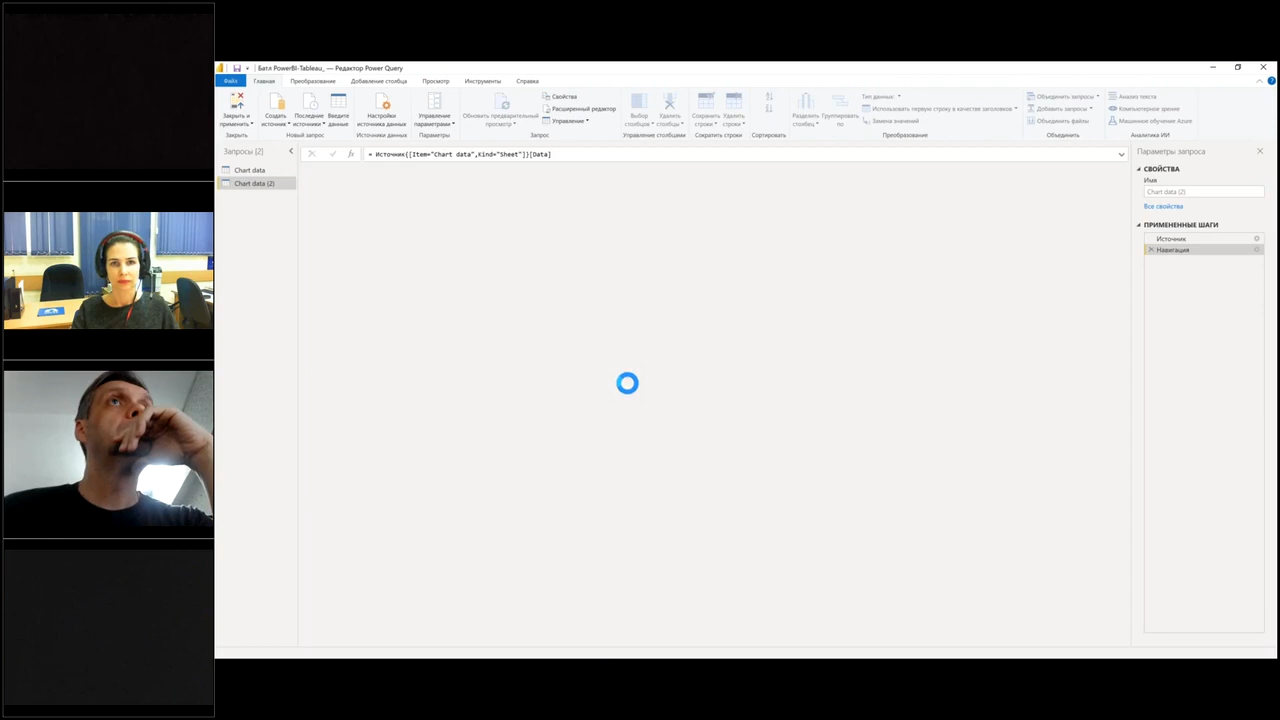 Батл PowerBI-Tableau_ — Редактор Power Query
Файл Главная Преобразование Добавление столбца Просмотр Инструменты Справка
Закрыть и применить
Закрыть
Создать источник
Последние источники
Введите данные
Новый запрос
Настройки источника данных
Источники данных
Управление параметрами
Параметры
Обновить предварительный просмотр
Свойства
Расширенный редактор
Управление
Запрос
Выбор столбцов
Удалить столбцы
Управление столбцами
Сохранить строки
Удалить строки
Сократить строки
Сортировать
Разделить столбец
Группировать по
Тип данных:
Использовать первую строку в качестве заголовков
Замена значений
Преобразование
Объединить запросы
Добавить запросы
Объединить файлы
Объединить
Анализ текста
Компьютерное зрение
Машинное обучение Azure
Аналитика ИИ
Запросы [2]
Chart data
Chart data (2)
fx
= Источник{[Item="Chart data",Kind="Sheet"]}[Data]
Параметры запроса
СВОЙСТВА
Имя
Chart data (2)
Все свойства
ПРИМЕНЕННЫЕ ШАГИ
Источник
Навигация